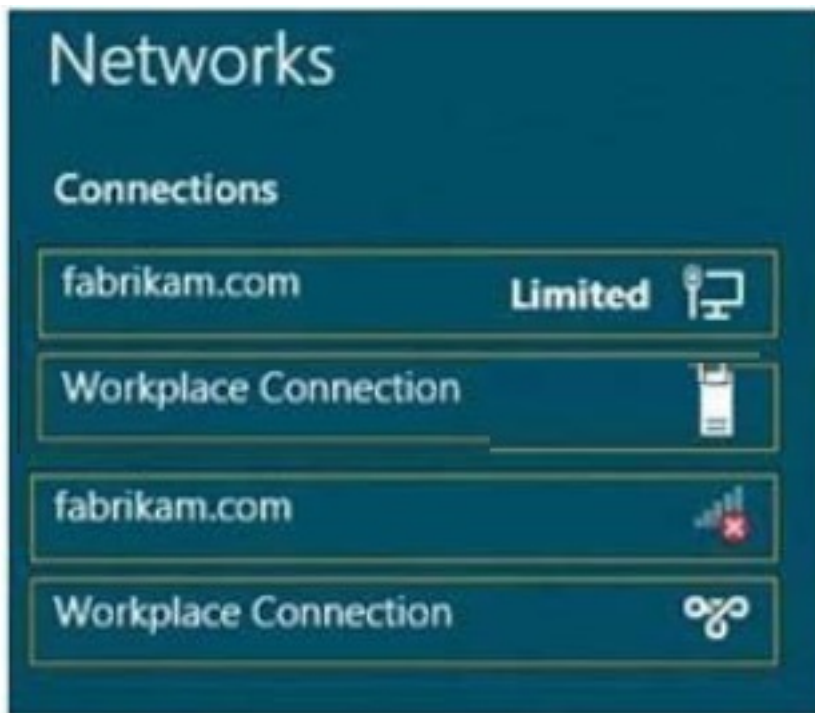 Networks
Connections
fabrikam.com Limited
Workplace Connection
fabrikam.com
Workplace Connection